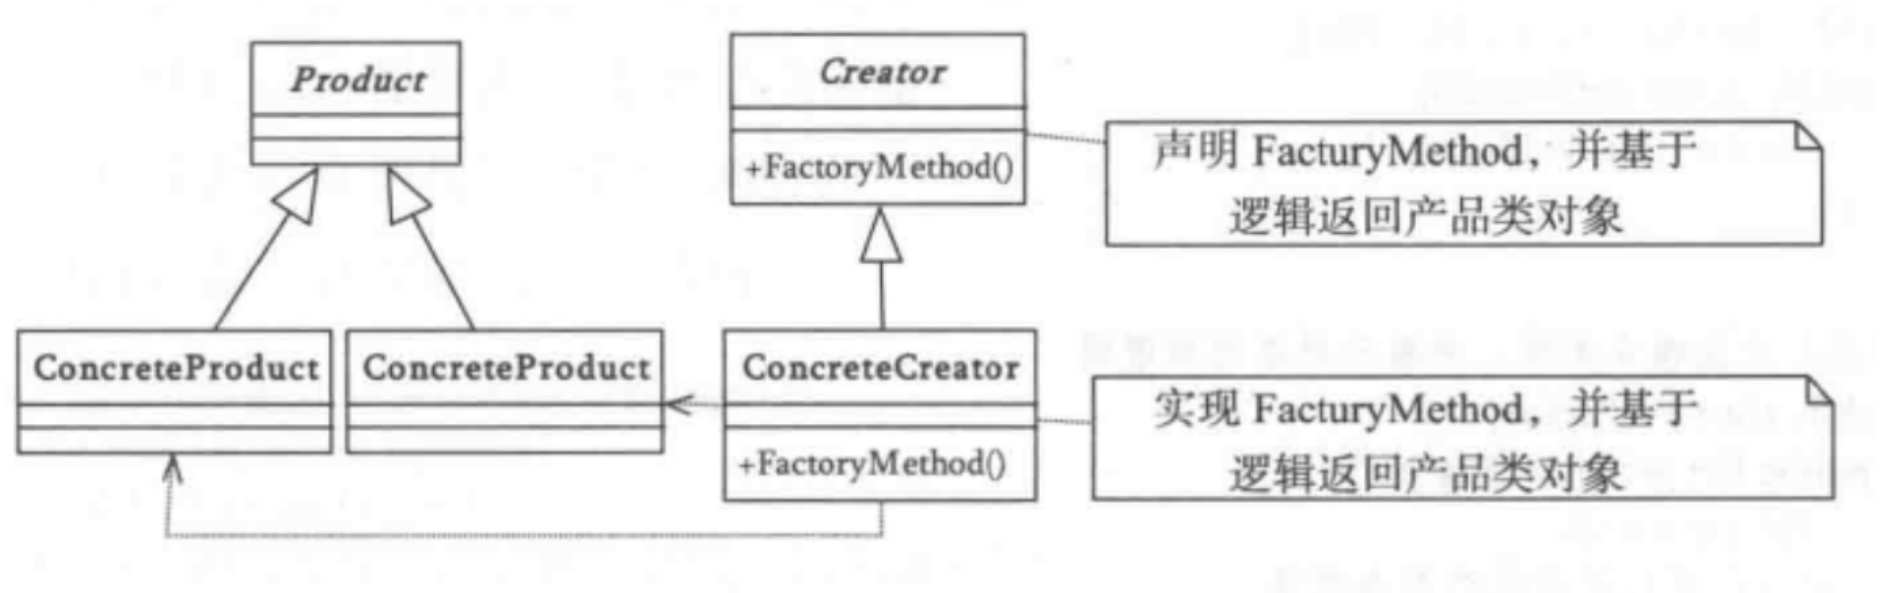 Product
Creator
+FactoryMethod()
声明 FacturyMethod，并基于
逻辑返回产品类对象
ConcreteProduct
ConcreteProduct
ConcreteCreator
+FactoryMethod()
实现 FacturyMethod，并基于
逻辑返回产品类对象